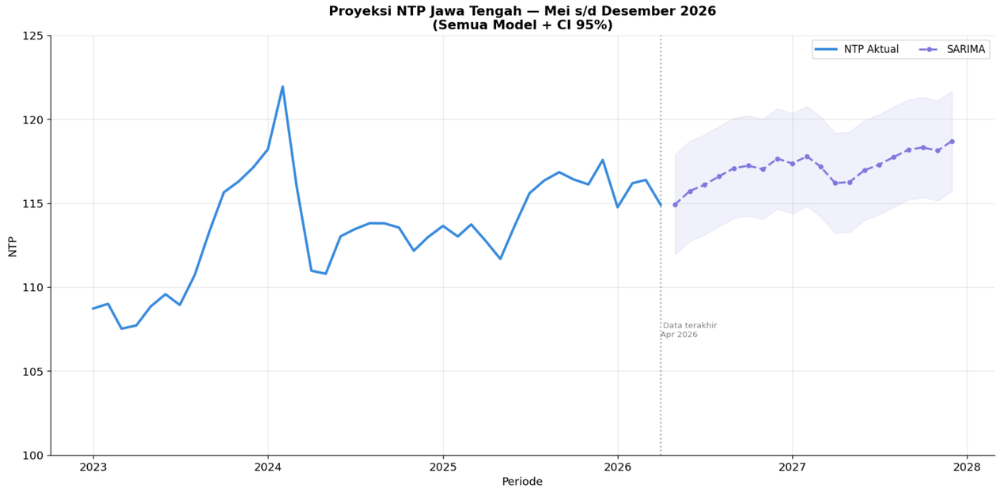 Proyeksi NTP Jawa Tengah — Mei s/d Desember 2026
(Semua Model + CI 95%)
NTP Aktual
SARIMA
125
120
115
110
105
100
NTP
Data terakhir
Apr 2026
2023
2024
2025
2026
2027
2028
Periode